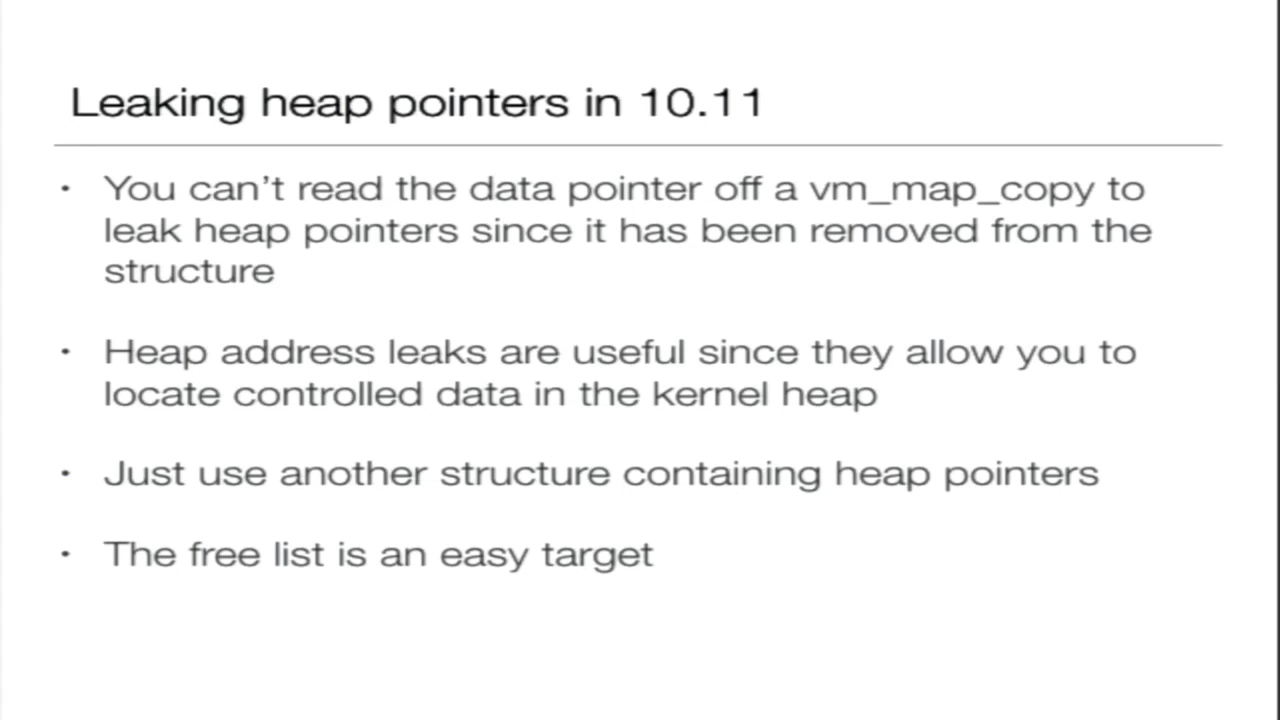 Leaking heap pointers in 10.11
• You can’t read the data pointer off a vm_map_copy to
leak heap pointers since it has been removed from the
structure
• Heap address leaks are useful since they allow you to
locate controlled data in the kernel heap
• Just use another structure containing heap pointers
• The free list is an easy target